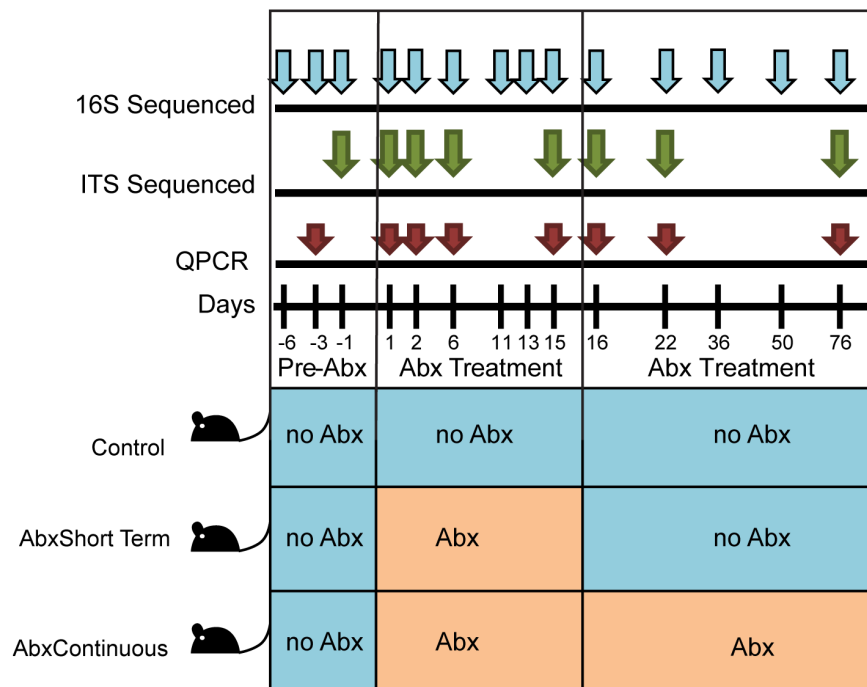 16S Sequenced
ITS Sequenced
QPCR
Days
-6 -3 -1 1 2 6 11 13 15 16 22 36 50 76
Pre-Abx Abx Treatment Abx Treatment
Control no Abx no Abx no Abx
AbxShort Term no Abx Abx no Abx
AbxContinuous no Abx Abx Abx